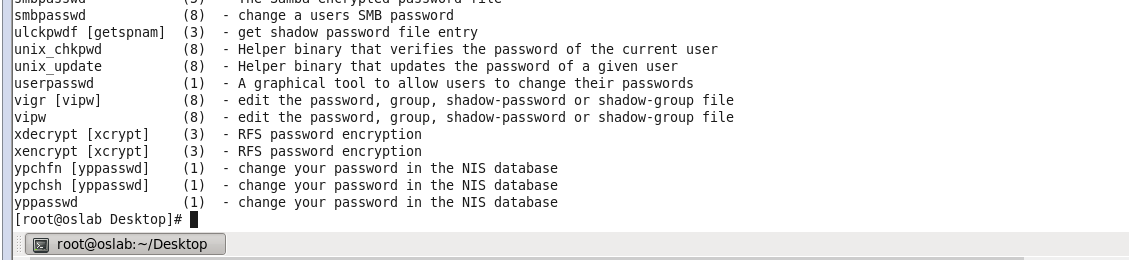 smbpasswd            (5)  - The Samba encrypted password file
smbpasswd            (8)  - change a users SMB password
ulckpwdf [getspnam]  (3)  - get shadow password file entry
unix_chkpwd          (8)  - Helper binary that verifies the password of the current user
unix_update          (8)  - Helper binary that updates the password of a given user
userpasswd           (1)  - A graphical tool to allow users to change their passwords
vigr [vipw]          (8)  - edit the password, group, shadow-password or shadow-group file
vipw                 (8)  - edit the password, group, shadow-password or shadow-group file
xdecrypt [xcrypt]    (3)  - RFS password encryption
xencrypt [xcrypt]    (3)  - RFS password encryption
ypchfn [yppasswd]    (1)  - change your password in the NIS database
ypchsh [yppasswd]    (1)  - change your password in the NIS database
yppasswd             (1)  - change your password in the NIS database
[root@oslab Desktop]#
root@oslab:~/Desktop